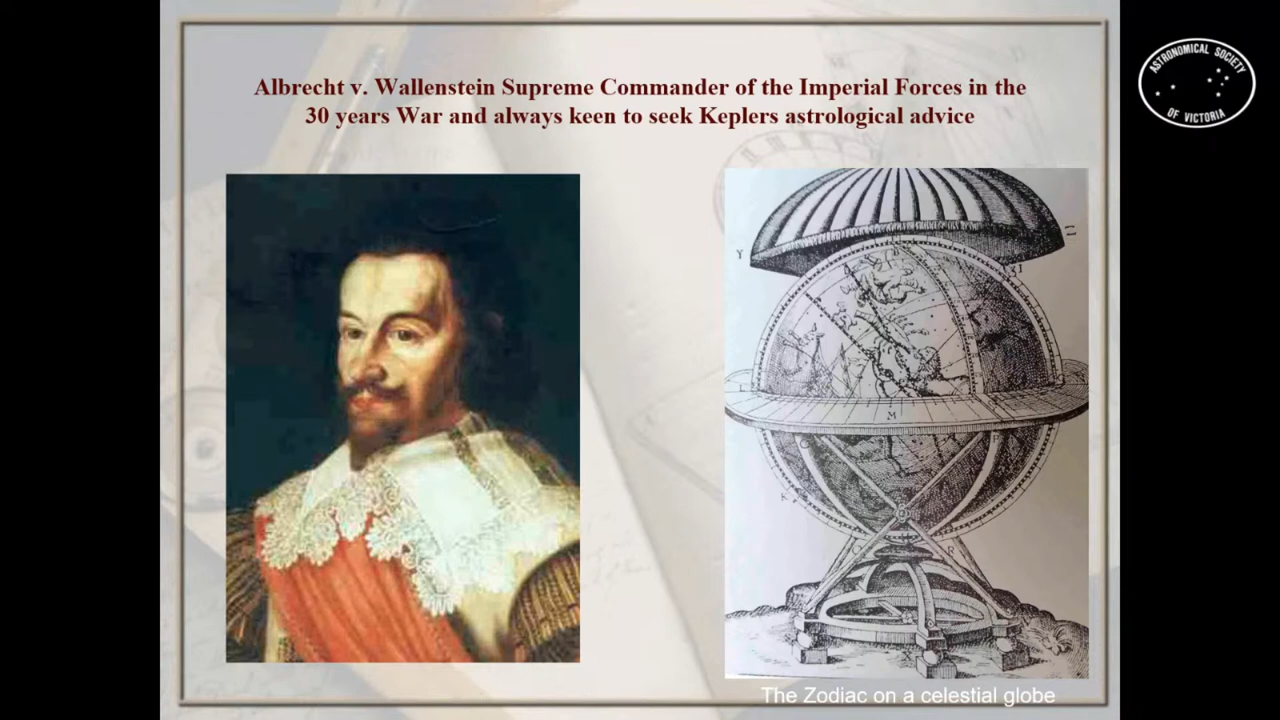 Albrecht v. Wallenstein Supreme Commander of the Imperial Forces in the
30 years War and always keen to seek Keplers astrological advice
ASTRONOMICAL SOCIETY
OF VICTORIA
M
K
R
The Zodiac on a celestial globe